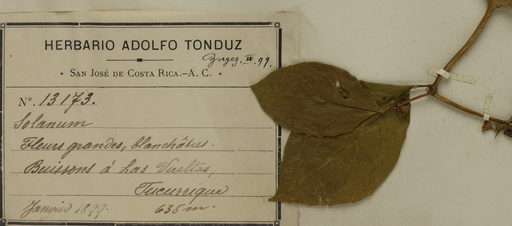 HERBARIO ADOLFO TONDUZ
SAN JOSÉ DE COSTA RICA.-A. C.
N°. 13173.
Solanum
Fleurs grandes, blanchâtres.
Buissons á Las Vueltas,
Tucurrique
Janvier 1899. 635 m.